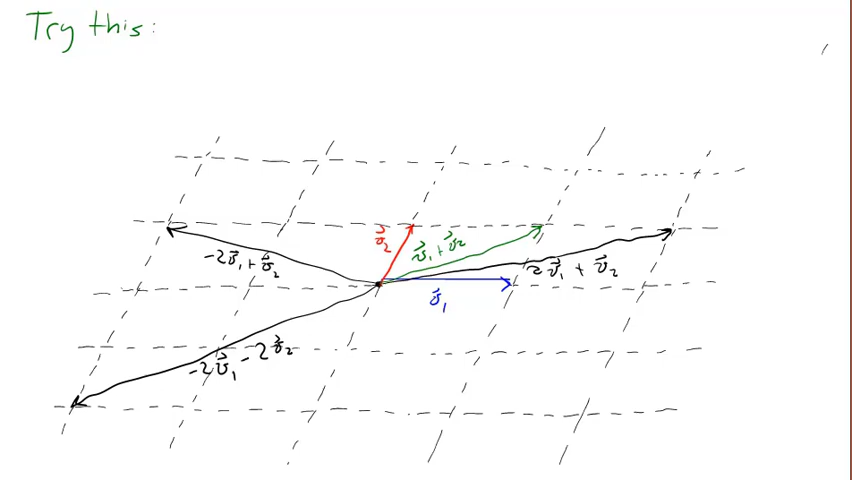 Try this:
v⃗₂
v⃗₁+v⃗₂
-2v⃗₁+v⃗₂
2v⃗₁ + v⃗₂
v⃗₁
-2v⃗₁-2v⃗₂